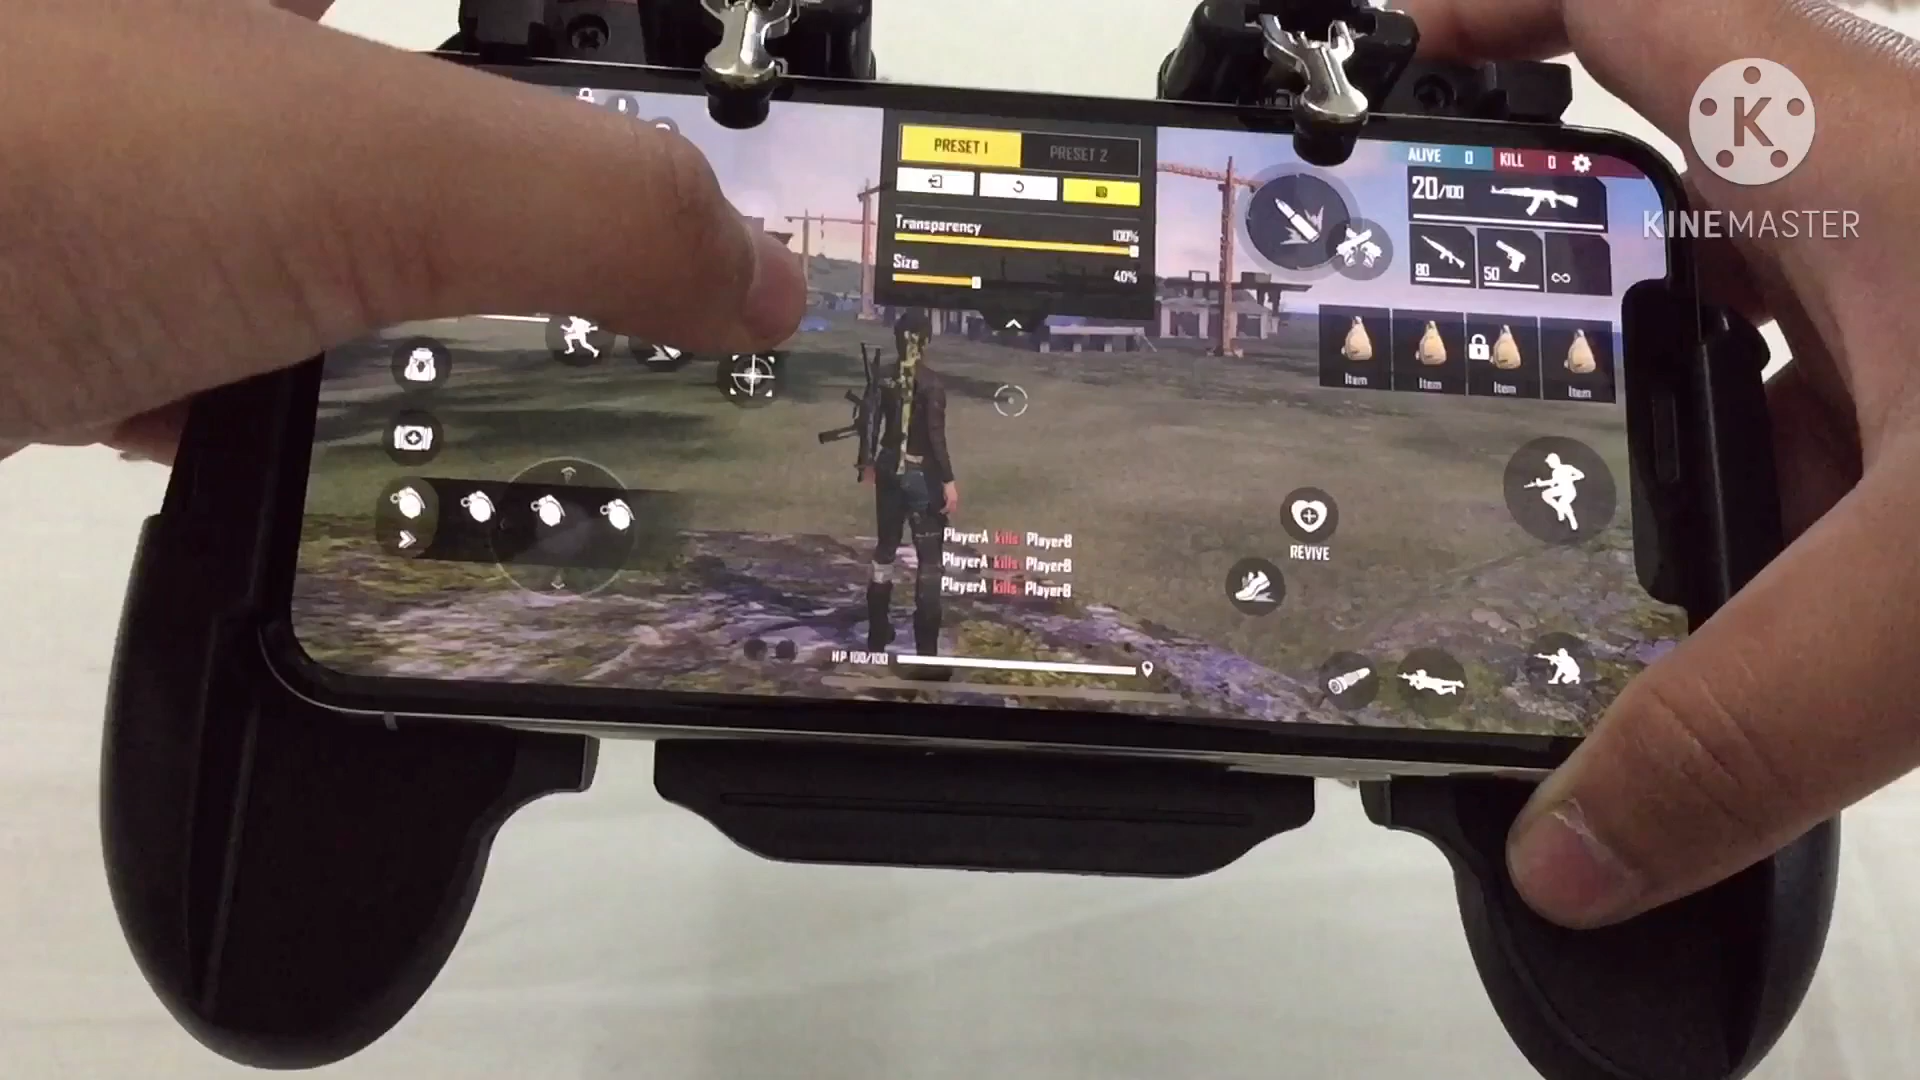 PRESET 1
PRESET 2
Transparency
100%
Size
40%
ALIVE 0
KILL 0
20/100
80
50
∞
Item
Item
Item
Item
K
KINEMASTER
REVIVE
PlayerA kills PlayerB
PlayerA kills PlayerB
PlayerA kills PlayerB
HP 100/100